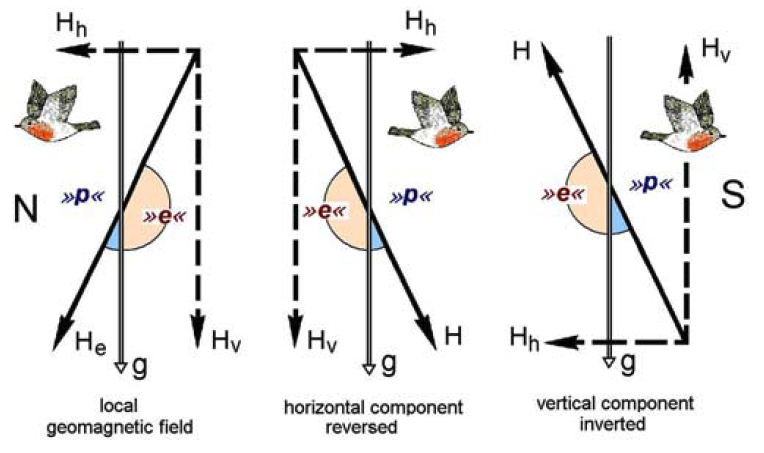 H_h
N
»p«
»e«
H_e
H_v
g
local
geomagnetic field
H_h
»e«
»p«
H_v
H
g
horizontal component
reversed
H
H_v
»e«
»p«
S
H_h
g
vertical component
inverted